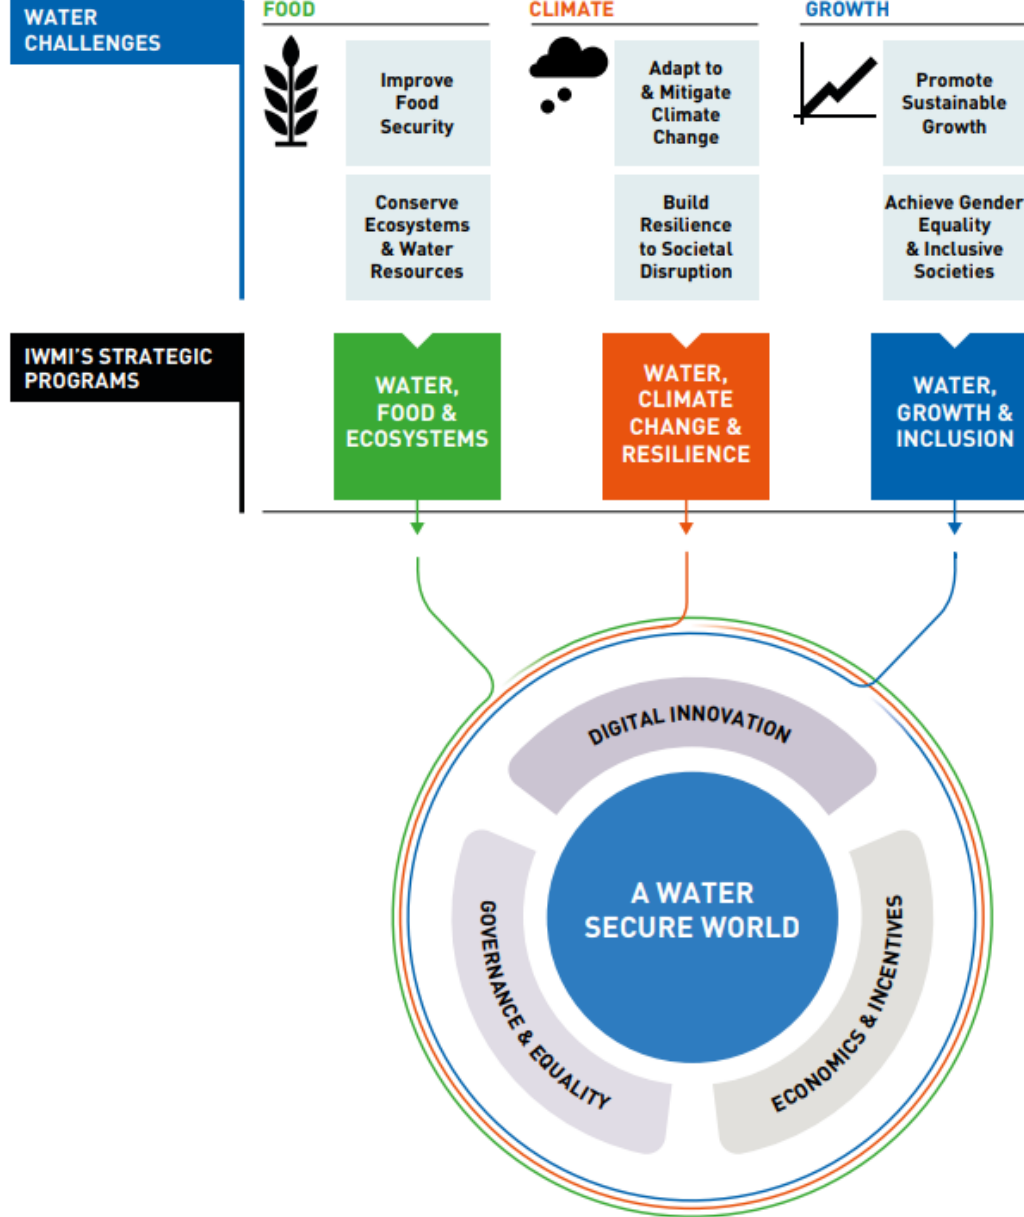 WATER
CHALLENGES
FOOD
CLIMATE
GROWTH
Improve
Food
Security
Adapt to
& Mitigate
Climate
Change
Promote
Sustainable
Growth
Conserve
Ecosystems
& Water
Resources
Build
Resilience
to Societal
Disruption
Achieve Gender
Equality
& Inclusive
Societies
IWMI'S STRATEGIC
PROGRAMS
WATER,
FOOD &
ECOSYSTEMS
WATER,
CLIMATE
CHANGE &
RESILIENCE
WATER,
GROWTH &
INCLUSION
DIGITAL INNOVATION
A WATER
SECURE WORLD
GOVERNANCE & EQUALITY
ECONOMICS & INCENTIVES